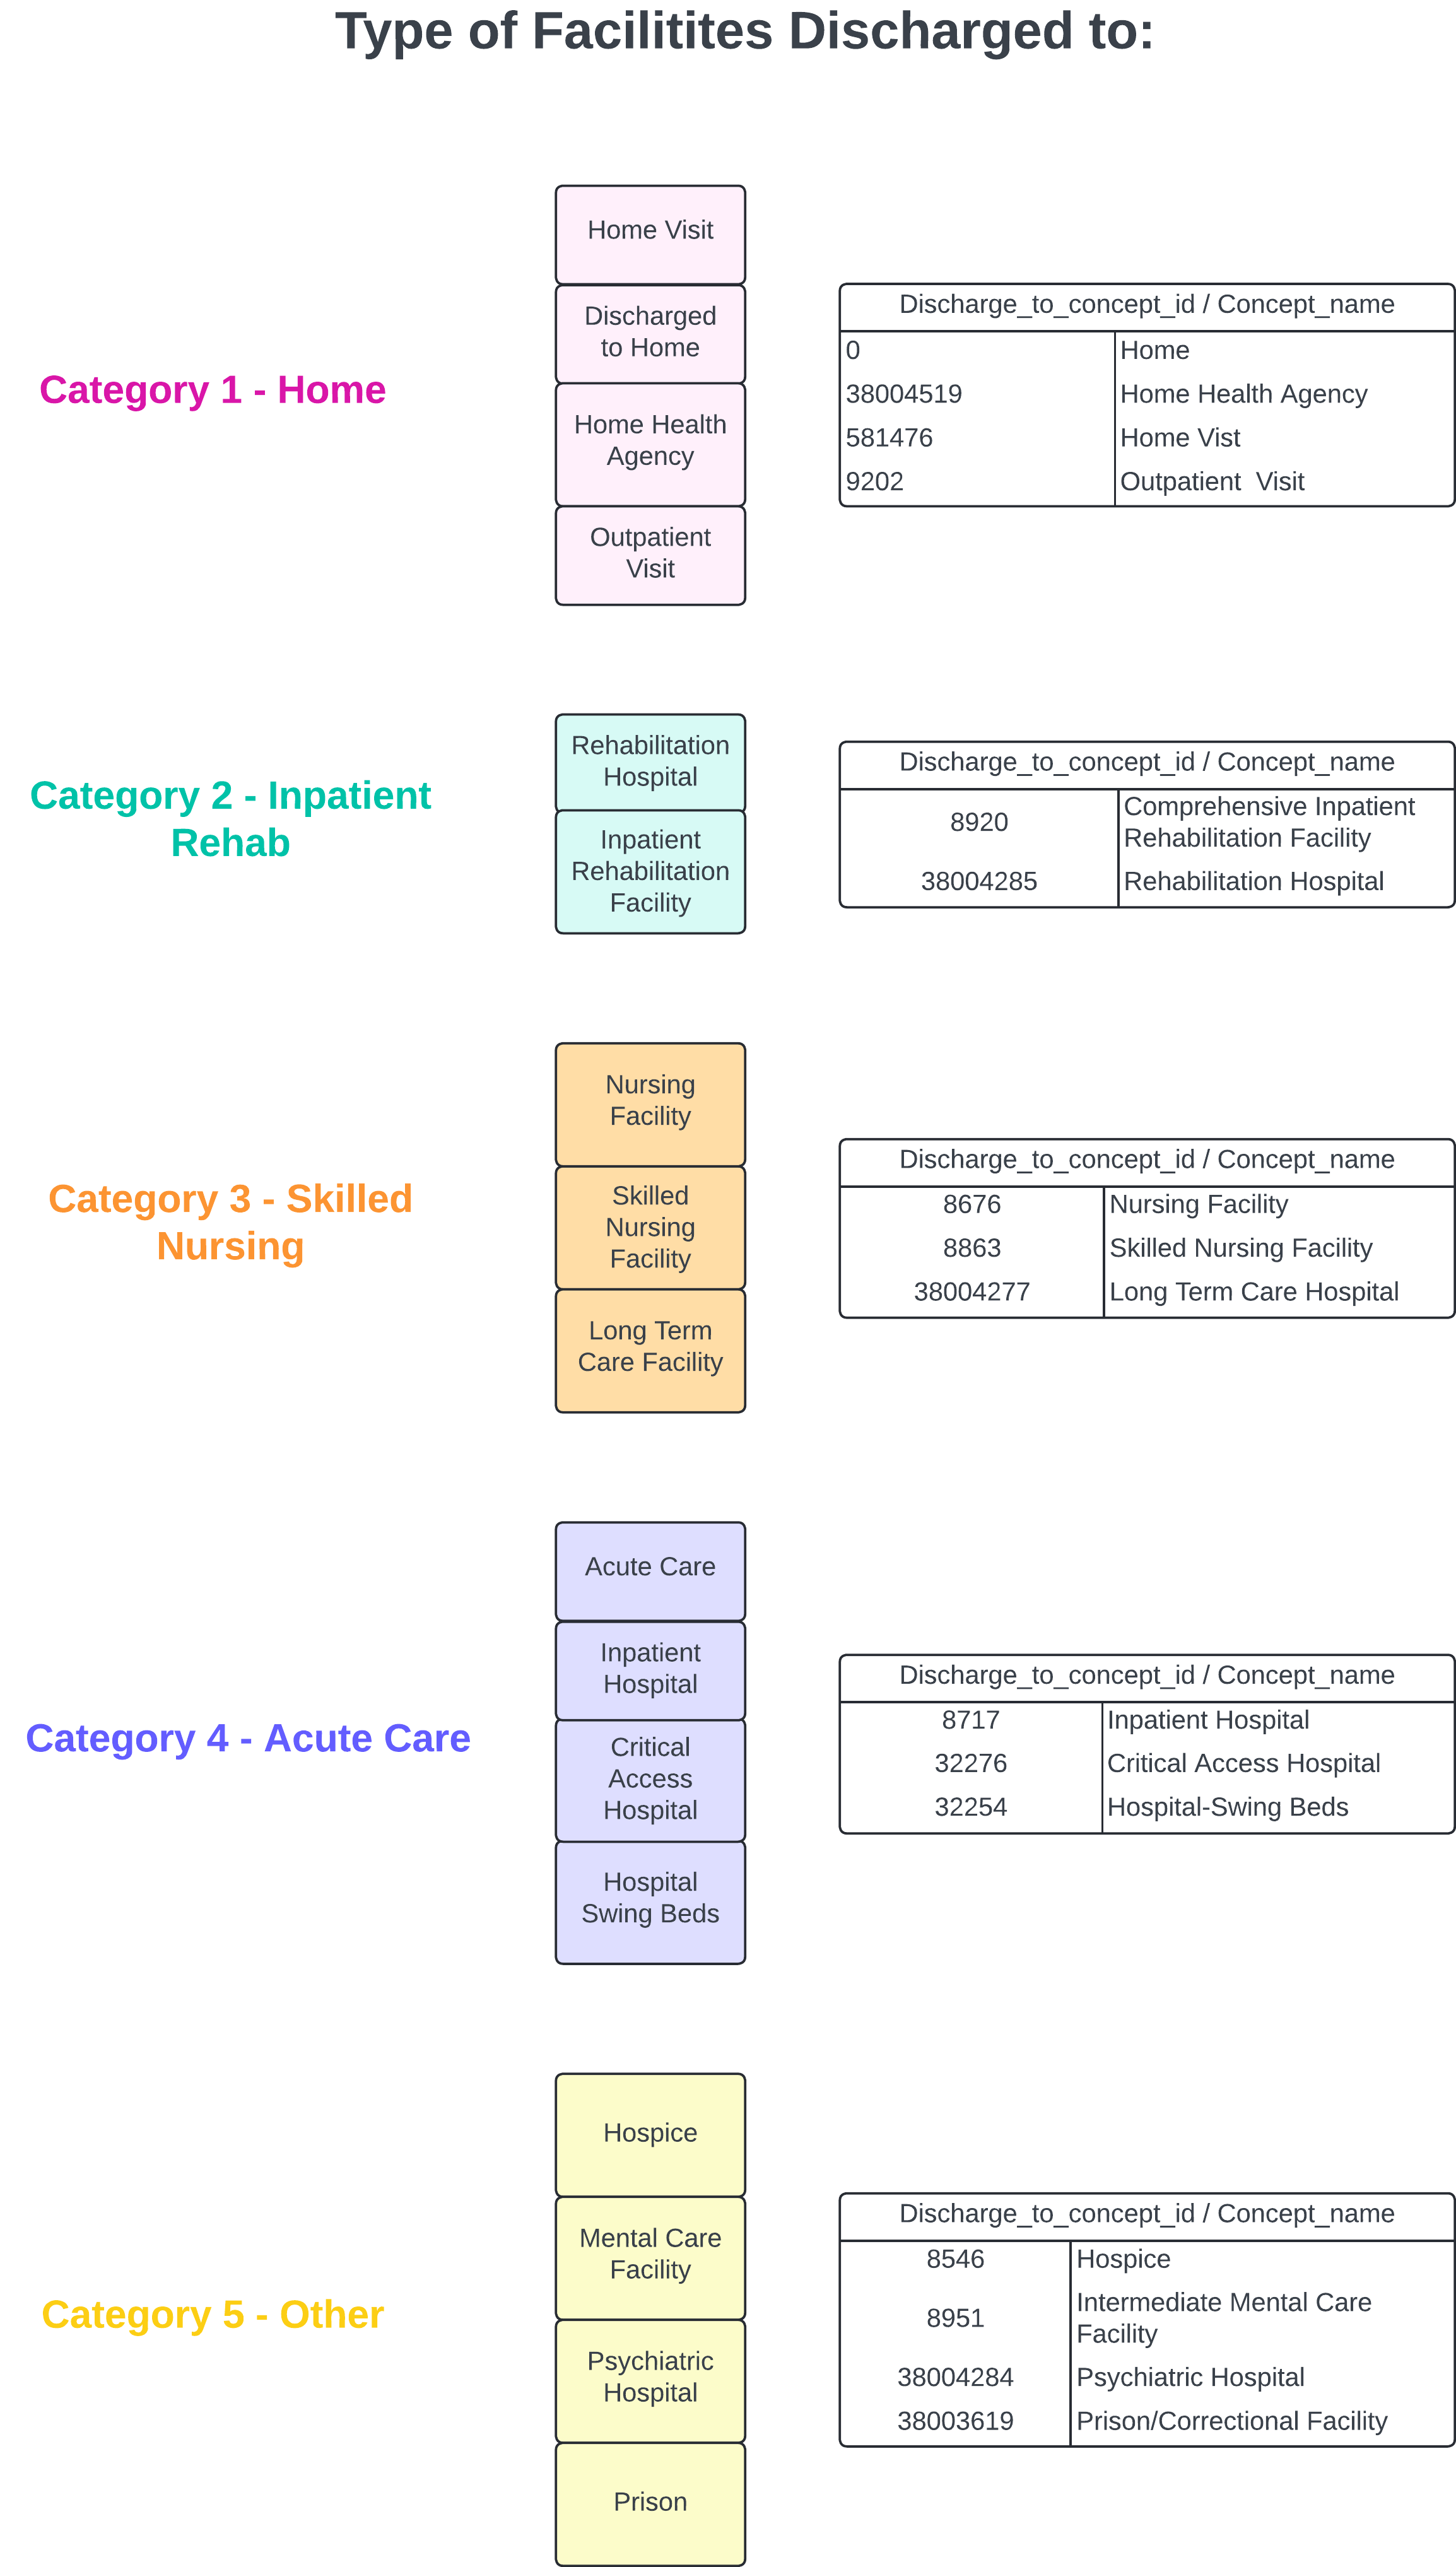 Type of Facilitites Discharged to:
Category 1 - Home
Home Visit
Discharged
to Home
Home Health
Agency
Outpatient
Visit
Discharge_to_concept_id / Concept_name
0 Home
38004519 Home Health Agency
581476 Home Vist
9202 Outpatient  Visit
Category 2 - Inpatient
Rehab
Rehabilitation
Hospital
Inpatient
Rehabilitation
Facility
Discharge_to_concept_id / Concept_name
8920 Comprehensive Inpatient
Rehabilitation Facility
38004285 Rehabilitation Hospital
Category 3 - Skilled
Nursing
Nursing
Facility
Skilled
Nursing
Facility
Long Term
Care Facility
Discharge_to_concept_id / Concept_name
8676 Nursing Facility
8863 Skilled Nursing Facility
38004277 Long Term Care Hospital
Category 4 - Acute Care
Acute Care
Inpatient
Hospital
Critical
Access
Hospital
Hospital
Swing Beds
Discharge_to_concept_id / Concept_name
8717 Inpatient Hospital
32276 Critical Access Hospital
32254 Hospital-Swing Beds
Category 5 - Other
Hospice
Mental Care
Facility
Psychiatric
Hospital
Prison
Discharge_to_concept_id / Concept_name
8546 Hospice
8951 Intermediate Mental Care
Facility
38004284 Psychiatric Hospital
38003619 Prison/Correctional Facility